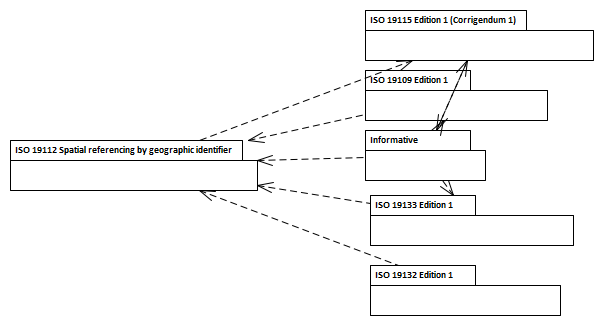 ISO 19115 Edition 1 (Corrigendum 1)
ISO 19109 Edition 1
ISO 19112 Spatial referencing by geographic identifier
Informative
ISO 19133 Edition 1
ISO 19132 Edition 1